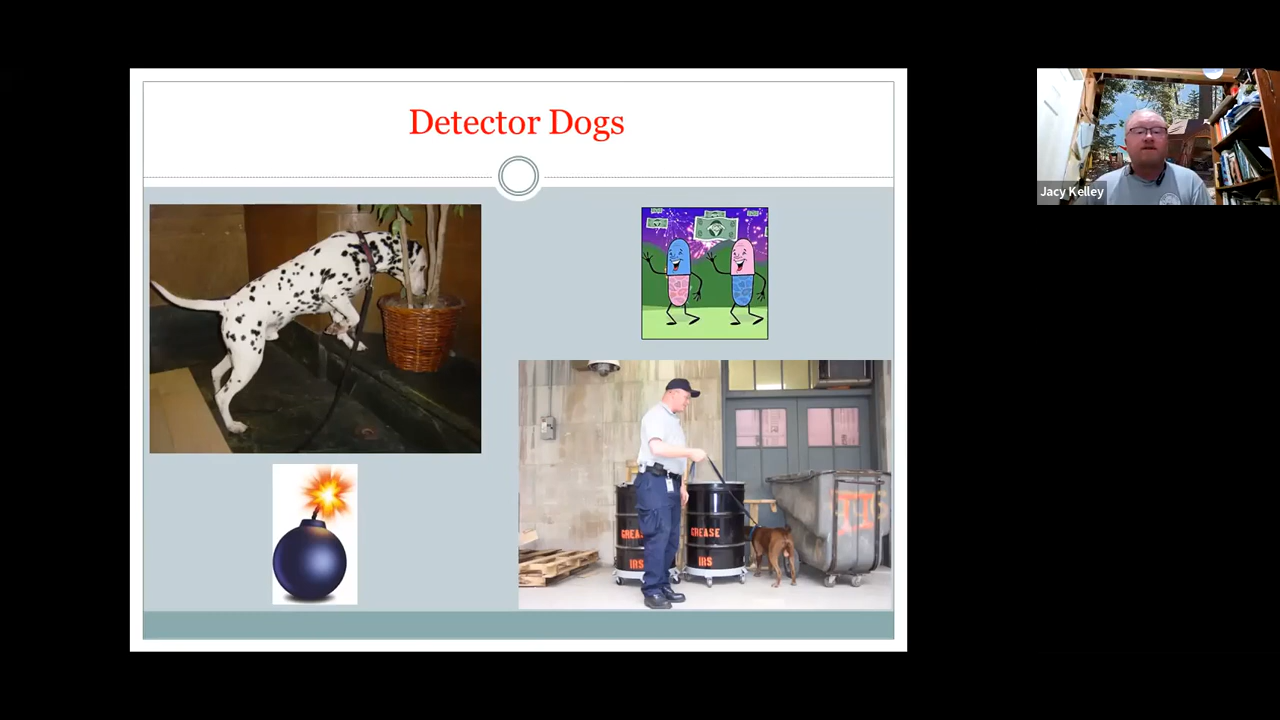 Detector Dogs
Jacy Kelley
GREASE
GREASE
IRS
IRS